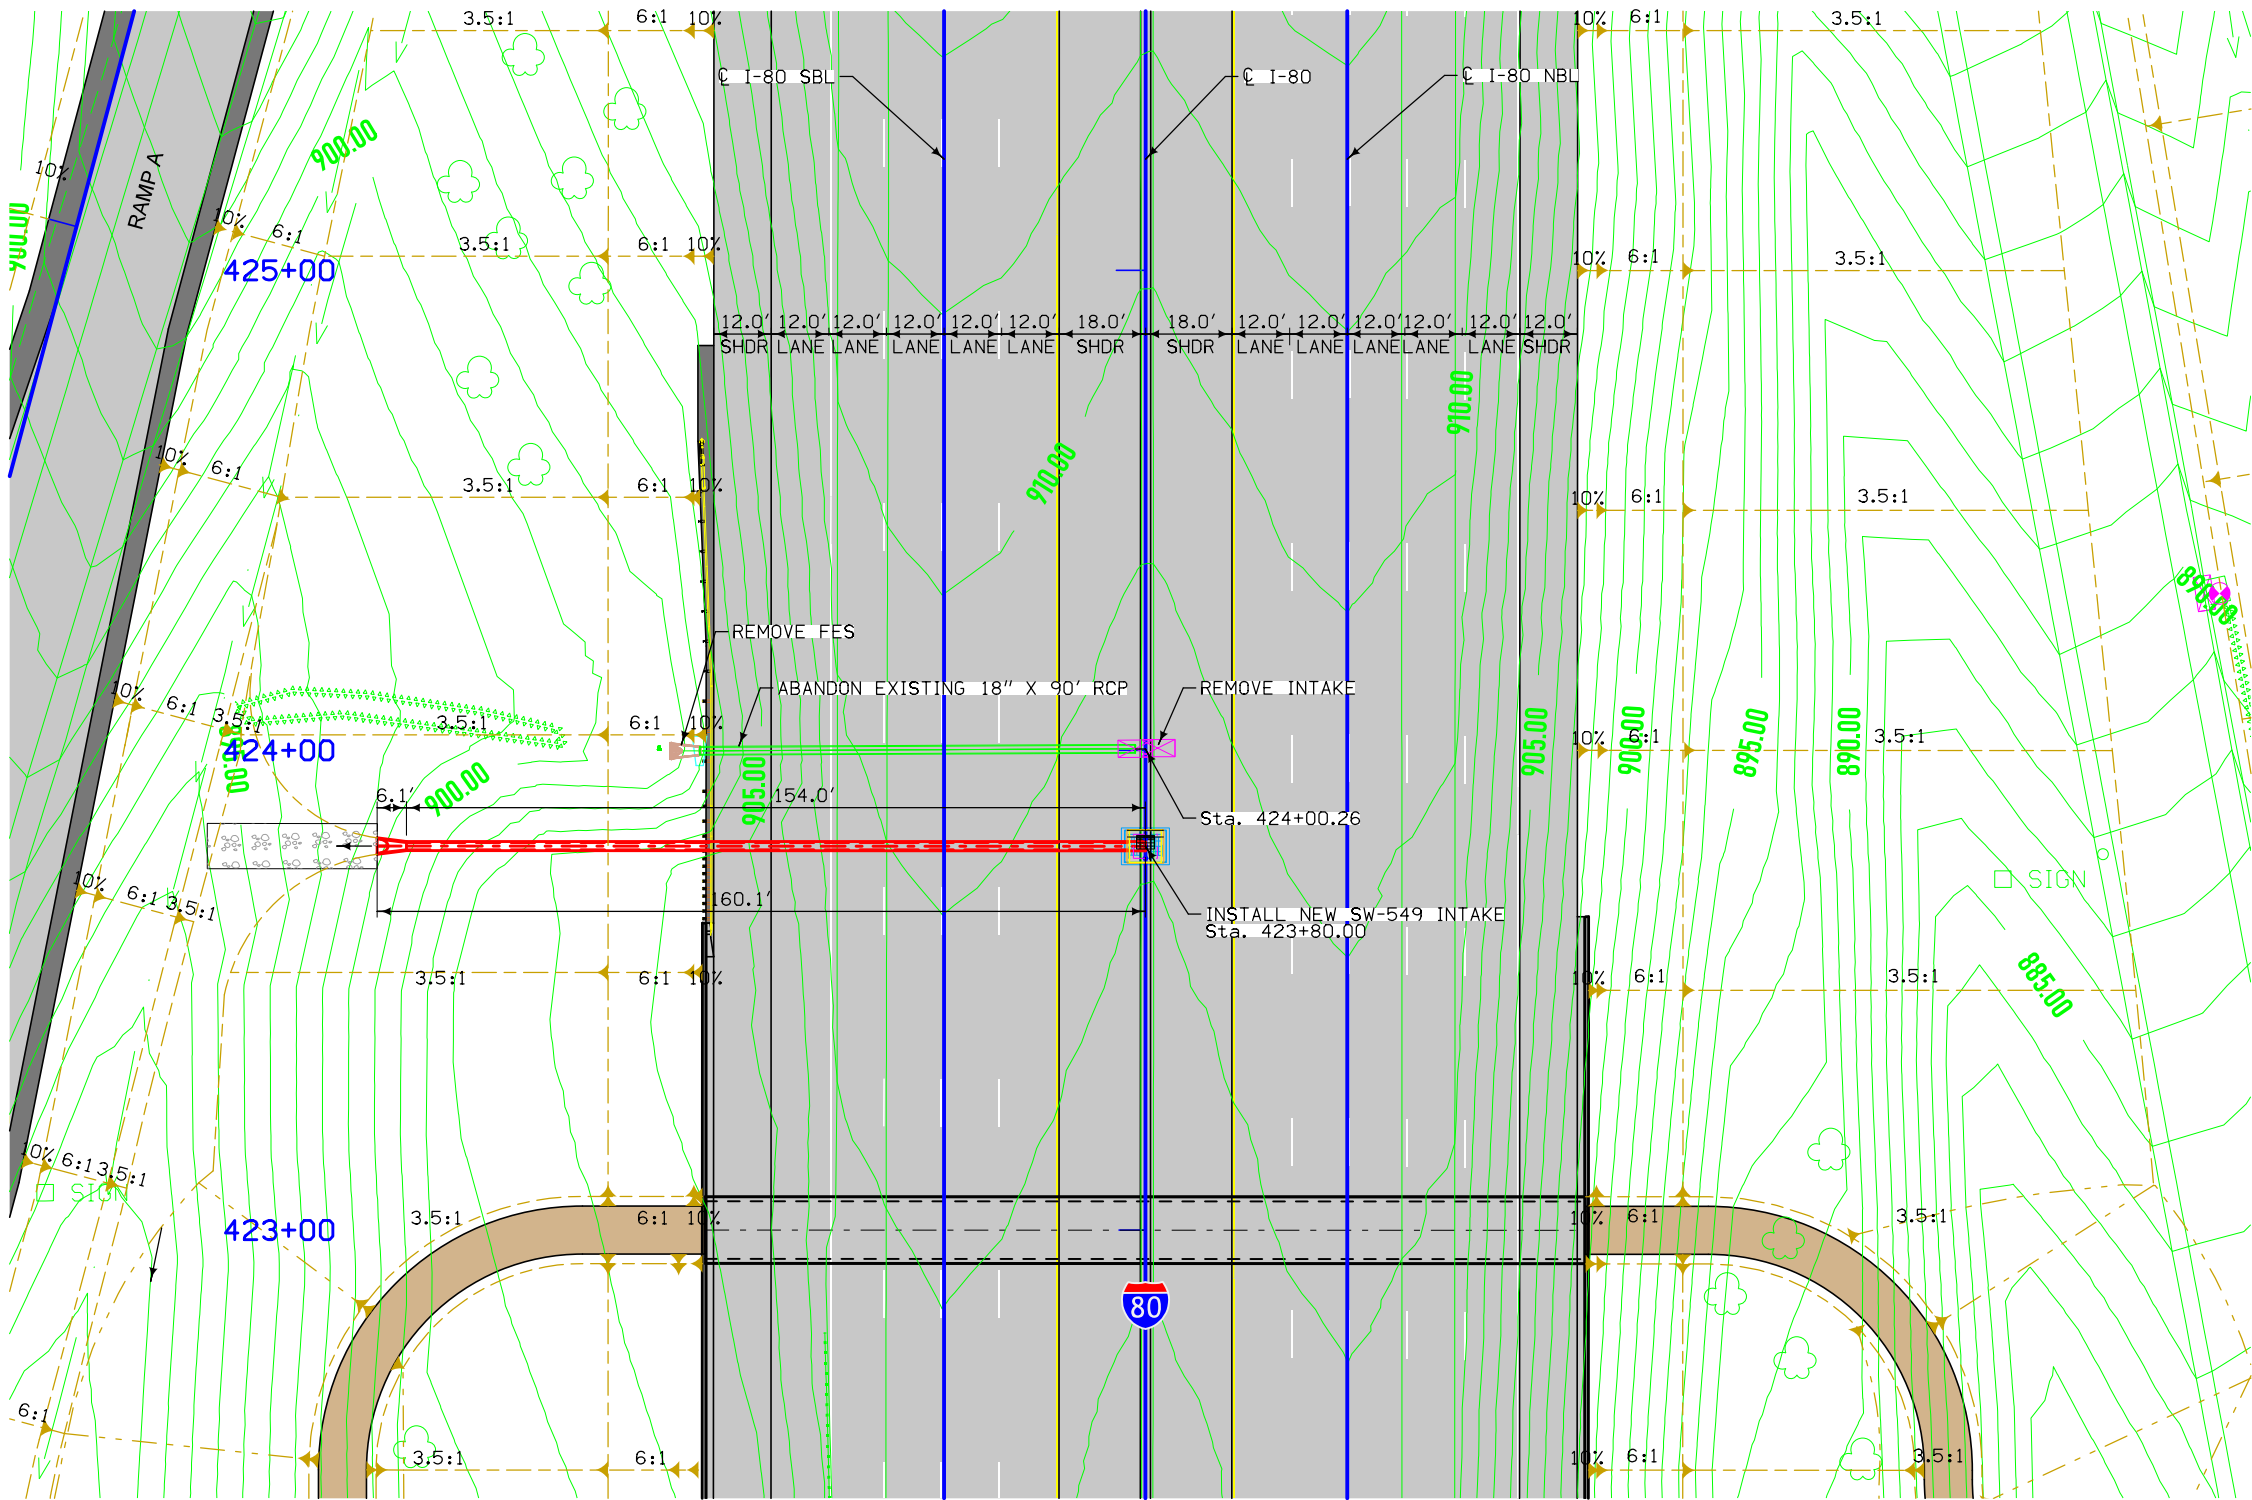 3.5:1 6:1 10% 10% 6:1 3.5:1
℄ I-80 SBL ℄ I-80 ℄ I-80 NBL
900.00
RAMP A
10%
900.00
10% 6:1 3.5:1 6:1 10% 10% 6:1 3.5:1
425+00
12.0' 12.0' 12.0' 12.0' 12.0' 12.0' 18.0' 18.0' 12.0' 12.0' 12.0' 12.0' 12.0' 12.0'
SHDR LANE LANE LANE LANE LANE SHDR SHDR LANE LANE LANE LANE LANE SHDR
910.00
910.00
10% 6:1 3.5:1 6:1 10% 10% 6:1 3.5:1
890.00
REMOVE FES
ABANDON EXISTING 18" X 90' RCP REMOVE INTAKE
10% 6:1 3.5:1 3.5:1 6:1 10% 10% 6:1 3.5:1
424+00
905.00 900.00 895.00 890.00
900.00 905.00
6.1' 154.0'
Sta. 424+00.26
SIGN
10% 6:1 3.5:1
160.1'
INSTALL NEW SW-549 INTAKE
Sta. 423+80.00
3.5:1 6:1 10% 10% 6:1 3.5:1
885.00
10% 6:1 3.5:1
SIGN
423+00
3.5:1 6:1 10% 10% 6:1 3.5:1
80
6:1
3.5:1 6:1 10% 6:1 3.5:1